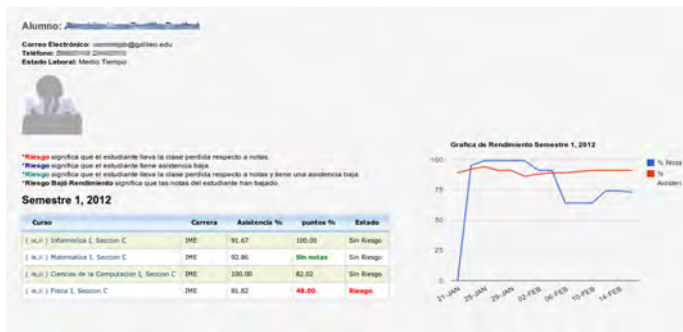 Alumno:
Correo Electrónico: @galileo.edu
Teléfono:
Estado Laboral: Medio Tiempo
*Riesgo significa que el estudiante lleva la clase perdida respecto a notas.
*Riesgo significa que el estudiante tiene asistencia baja.
*Riesgo significa que el estudiante lleva la clase perdida respecto a notas y tiene una asistencia baja.
*Riesgo Bajó Rendimiento significa que las notas del estudiante han bajado.
Semestre 1, 2012
Curso Carrera Asistencia % puntos % Estado
Informática I, Seccion C IME 91.67 100.00 Sin Riesgo
Matematica I, Seccion C IME 92.86 Sin notas Sin Riesgo
Ciencias de la Computacion I, Seccion C IME 100.00 82.02 Sin Riesgo
Fisica I, Seccion C IME 81.82 48.00 Riesgo
Grafica de Rendimiento Semestre 1, 2012
100
75
50
25
0
21-JAN 25-JAN 29-JAN 02-FEB 06-FEB 10-FEB 14-FEB
% Nota
%
Asisten